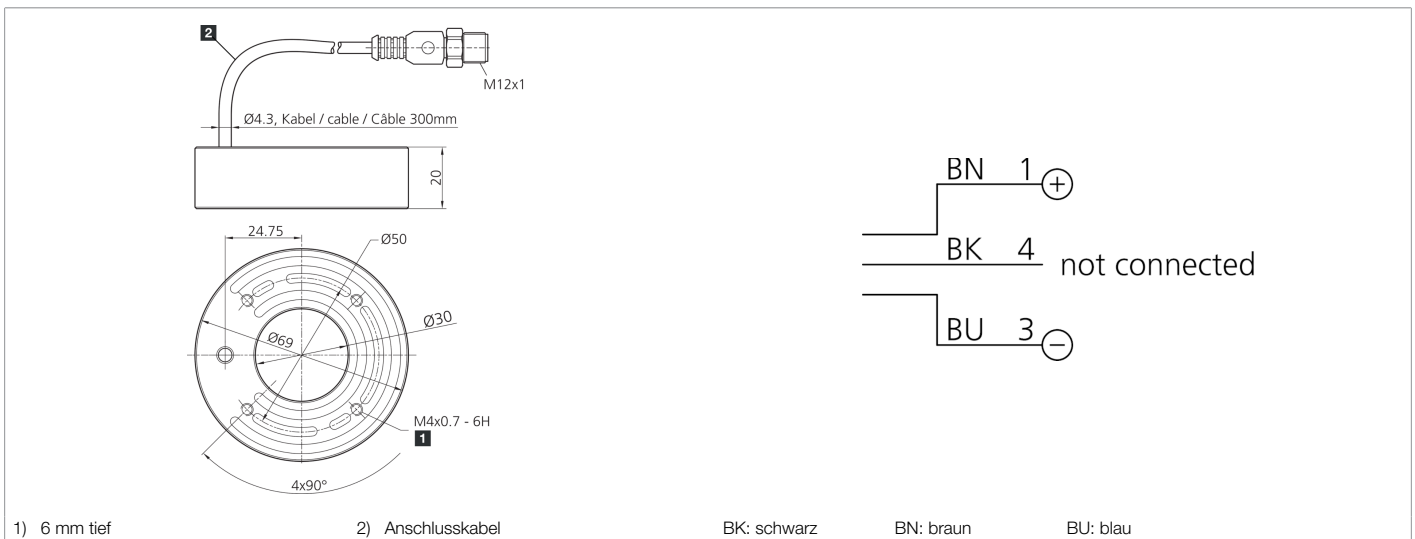 2
M12x1
Ø4.3, Kabel / cable / Câble 300mm
20
24.75
Ø50
Ø30
Ø69
M4x0.7 - 6H
1
4x90°
BN 1 +
BK 4 not connected
BU 3 −
1) 6 mm tief 2) Anschlusskabel BK: schwarz BN: braun BU: blau